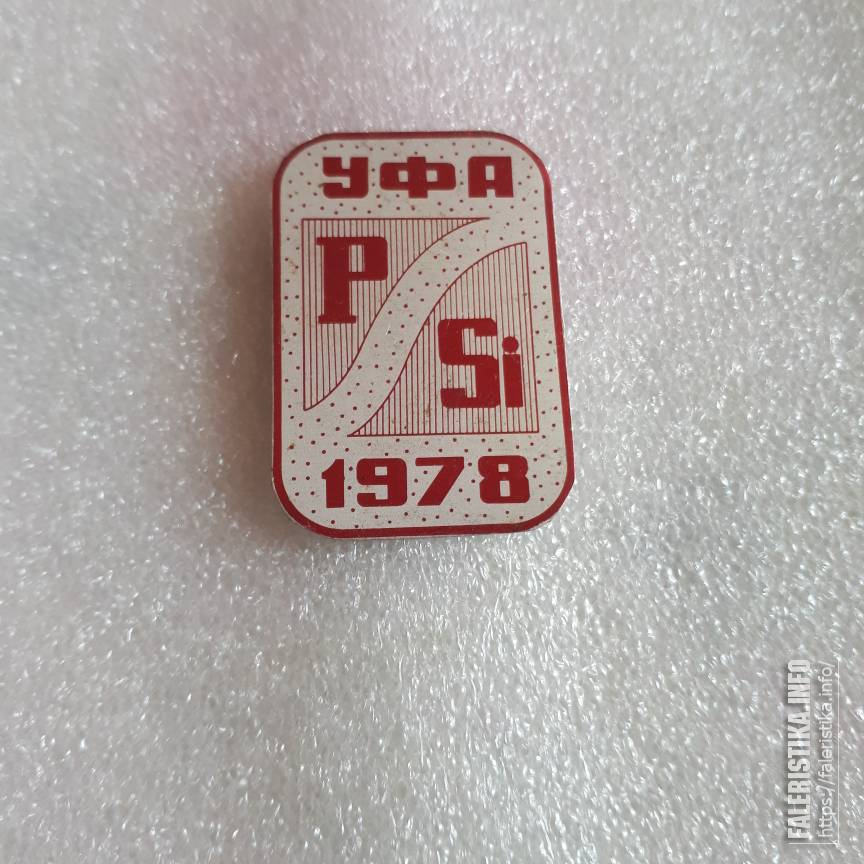 УФА
P
Si
1978
FALERISTIKA.INFO
https://faleristika.info/